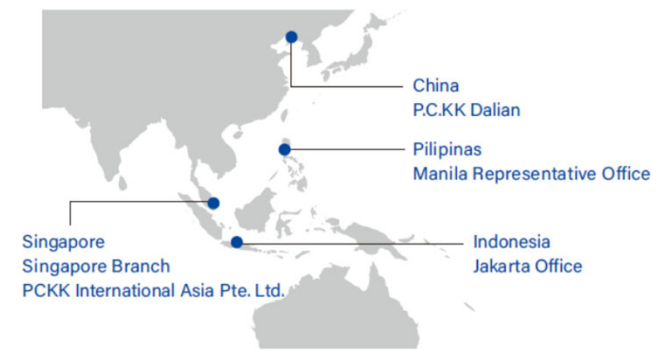 China
P.C.KK Dalian
Pilipinas
Manila Representative Office
Singapore
Singapore Branch
PCKK International Asia Pte. Ltd.
Indonesia
Jakarta Office